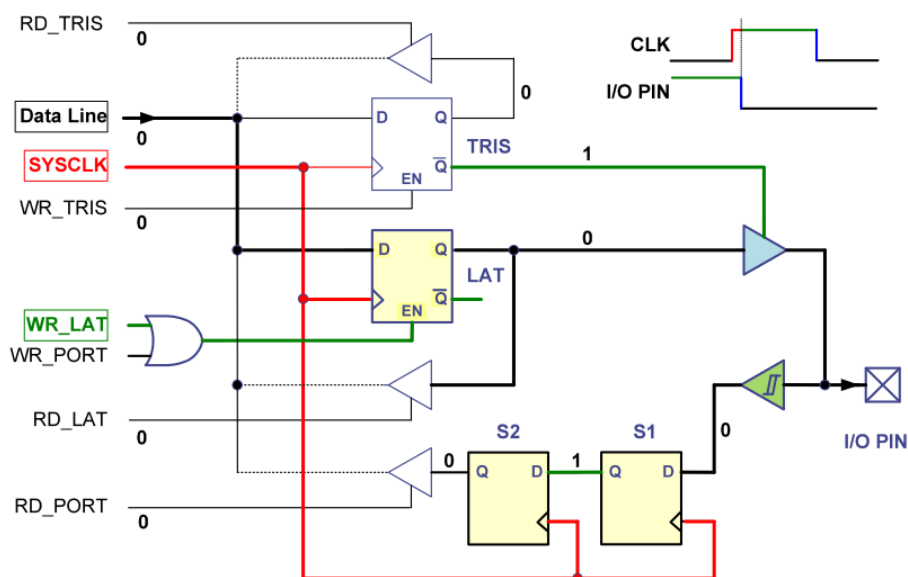 RD_TRIS
0
CLK
I/O PIN
0
Data Line
0
D Q
TRIS
SYSCLK
EN Q
1
WR_TRIS
0
D Q
0
LAT
EN Q
WR_LAT
WR_PORT
RD_LAT
0
I/O PIN
S2 S1
0
Q D
1
Q D
0
RD_PORT
0